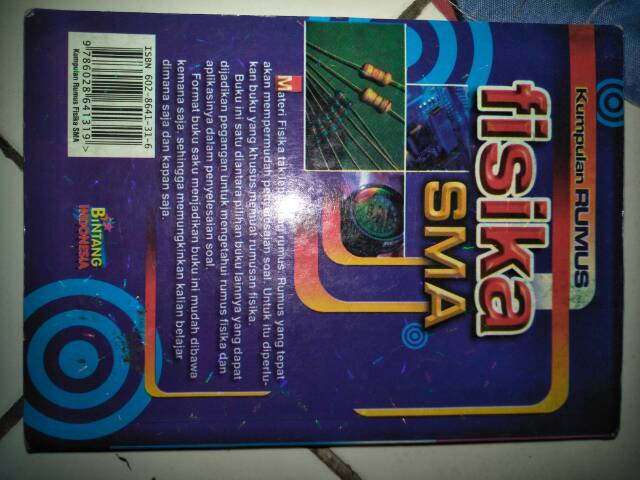 Kumpulan RUMUS
fisika
SMA
Materi Fisika tak lepas rumus. Rumus yang tepat
akan mempermudah penyelesaian soal. Untuk itu diperlu-
kan buku yang khusus memuat rumusan fisika.
Buku ini salah satu diantara pilihan buku lainnya yang dapat
dijadikan pegangan untuk mengetahui rumus fisika dan
aplikasinya dalam penyelesaian soal.
Format buku saku menjadikan buku ini mudah dibawa
kemana saja, sehingga memungkinkan kalian belajar
dimana saja dan kapan saja.
ISBN 602-8641-31-6
9 786028 641319 >
Kumpulan Rumus Fisika SMA
BINTANG
INDONESIA